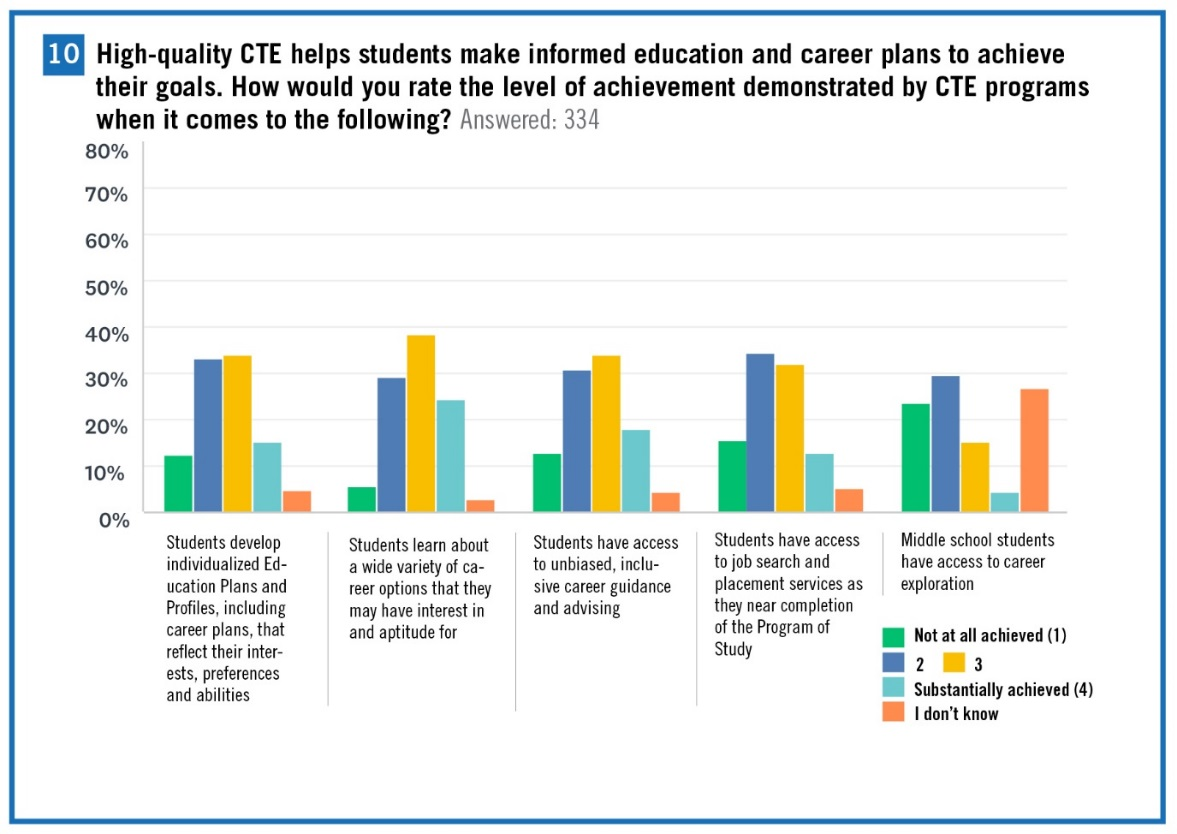 10 High-quality CTE helps students make informed education and career plans to achieve
their goals. How would you rate the level of achievement demonstrated by CTE programs
when it comes to the following? Answered: 334
80%
70%
60%
50%
40%
30%
20%
10%
0%
Students develop
individualized Ed-
ucation Plans and
Profiles, including
career plans, that
reflect their inter-
ests, preferences
and abilities
Students learn about
a wide variety of ca-
reer options that they
may have interest in
and aptitude for
Students have access
to unbiased, inclu-
sive career guidance
and advising
Students have access
to job search and
placement services as
they near completion
of the Program of
Study
Middle school students
have access to career
exploration
Not at all achieved (1)
2 3
Substantially achieved (4)
I don't know